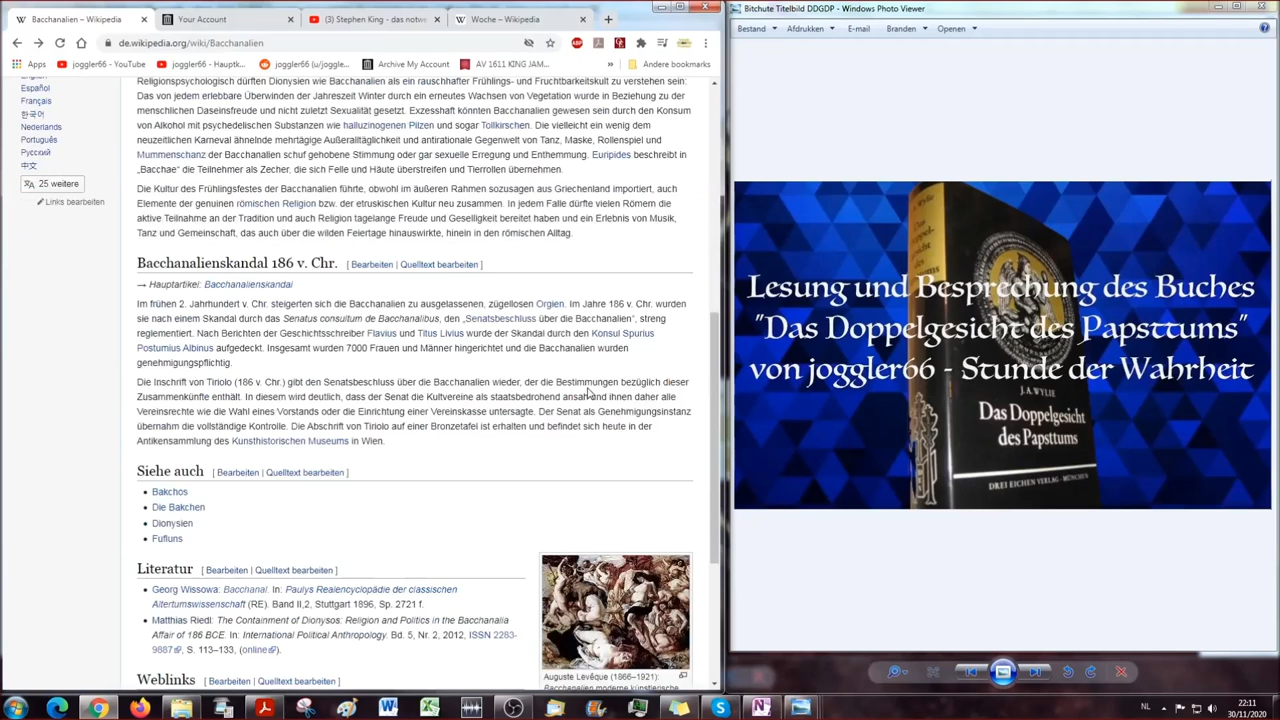 Bacchanalien – Wikipedia
Your Account
(3) Stephen King - das notwe
Woche – Wikipedia
de.wikipedia.org/wiki/Bacchanalien
Apps
joggler66 - YouTube
joggler66 - Hauptk...
joggler66 (u/joggle...
Archive My Account
AV 1611 KING JAM...
»
Andere bookmarks
English
Español
Français
한국어
Nederlands
Português
Русский
中文
25 weitere
Links bearbeiten
Religionspsychologisch dürften Dionysien wie Bacchanalien als ein rauschhafter Frühlings- und Fruchtbarkeitskult zu verstehen sein:
Das von jedem erlebbare Überwinden der Jahreszeit Winter durch ein erneutes Wachsen von Vegetation wurde in Beziehung zu
menschlichen Daseinsfreude und nicht zuletzt Sexualität gesetzt. Exzesshaft könnten Bacchanalien gewesen sein durch den Konsum
von Alkohol mit psychedelischen Substanzen wie halluzinogenen Pilzen und sogar Tollkirschen. Die vielleicht ein wenig dem
neuzeitlichen Karneval ähnelnde mehrtägige Außeralltäglichkeit und antirationale Gegenwelt von Tanz, Maske, Rollenspiel und
Mummenschanz der Bacchanalien schuf gehobene Stimmung oder gar sexuelle Erregung und Enthemmung. Euripides beschreibt in
„Bacchae“ die Teilnehmer als Zecher, die sich Felle und Häute überstreifen und Tierrollen übernehmen.
Die Kultur des Frühlingsfestes der Bacchanalien führte, obwohl im äußeren Rahmen sozusagen aus Griechenland importiert, auch
Elemente der genuinen römischen Religion bzw. der etruskischen Kultur neu zusammen. In jedem Falle dürfte vielen Römern die
aktive Teilnahme an der Tradition und auch Religion tagelange Freude und Geselligkeit bereitet haben und ein Erlebnis von Musik,
Tanz und Gemeinschaft, das auch über die wilden Feiertage hinauswirkte, hinein in den römischen Alltag.
Bacchanalienskandal 186 v. Chr. [ Bearbeiten | Quelltext bearbeiten ]
→ Hauptartikel: Bacchanalienskandal
Im frühen 2. Jahrhundert v. Chr. steigerten sich die Bacchanalien zu ausgelassenen, zügellosen Orgien. Im Jahre 186 v. Chr. wurden
sie nach einem Skandal durch das Senatus consultum de Bacchanalibus, den „Senatsbeschluss über die Bacchanalien“, streng
reglementiert. Nach Berichten der Geschichtsschreiber Flavius und Titus Livius wurde der Skandal durch den Konsul Spurius
Postumius Albinus aufgedeckt. Insgesamt wurden 7000 Frauen und Männer hingerichtet und die Bacchanalien wurden
genehmigungspflichtig.
Die Inschrift von Tiriolo (186 v. Chr.) gibt den Senatsbeschluss über die Bacchanalien wieder, der die Bestimmungen bezüglich dieser
Zusammenkünfte enthält. In diesem wird deutlich, dass der Senat die Kultvereine als staatsbedrohend ansah und ihnen daher alle
Vereinsrechte wie die Wahl eines Vorstands oder die Einrichtung einer Vereinskasse untersagte. Der Senat als Genehmigungsinstanz
übernahm die vollständige Kontrolle. Die Abschrift von Tiriolo auf einer Bronzetafel ist erhalten und befindet sich heute in der
Antikensammlung des Kunsthistorischen Museums in Wien.
Siehe auch [ Bearbeiten | Quelltext bearbeiten ]
Bakchos
Die Bakchen
Dionysien
Fufluns
Literatur [ Bearbeiten | Quelltext bearbeiten ]
Georg Wissowa: Bacchanal. In: Paulys Realencyclopädie der classischen
Altertumswissenschaft (RE). Band II,2, Stuttgart 1896, Sp. 2721 f.
Matthias Riedl: The Containment of Dionysos: Religion and Politics in the Bacchanalia
Affair of 186 BCE. In: International Political Anthropology. Bd. 5, Nr. 2, 2012, ISSN 2283-
9887, S. 113–133, (online).
Auguste Levêque (1866–1921):
Bacchanalien moderne künstlerische
Weblinks [ Bearbeiten | Quelltext bearbeiten ]
Bitchute Titelbild DDGDP - Windows Photo Viewer
Bestand
Afdrukken
E-mail
Branden
Openen
Lesung und Besprechung des Buches
"Das Doppelgesicht des Papsttums"
von joggler66 - Stunde der Wahrheit
J.A. WYLIE
Das Doppelgesicht
des Papsttums
DREI EICHEN VERLAG · MÜNCHEN
NL
22:11
30/11/2020